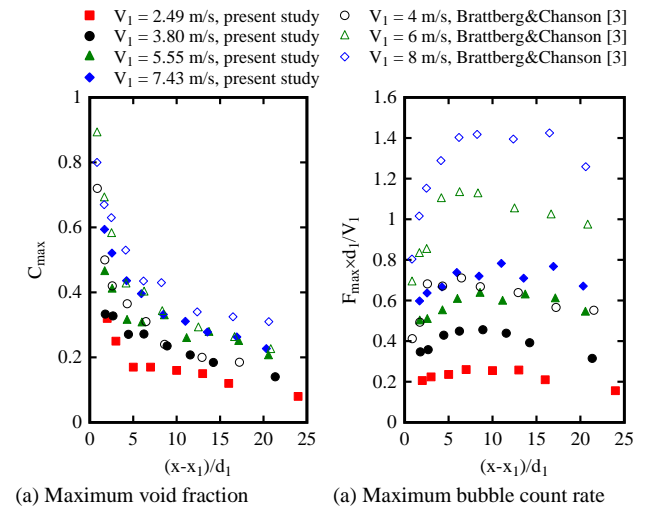 V1 = 2.49 m/s, present study
V1 = 3.80 m/s, present study
V1 = 5.55 m/s, present study
V1 = 7.43 m/s, present study
V1 = 4 m/s, Brattberg&Chanson [3]
V1 = 6 m/s, Brattberg&Chanson [3]
V1 = 8 m/s, Brattberg&Chanson [3]
Cmax
1
0.8
0.6
0.4
0.2
0
0 5 10 15 20 25
(x-x1)/d1
(a) Maximum void fraction
Fmax×d1/V1
1.6
1.4
1.2
1
0.8
0.6
0.4
0.2
0
0 5 10 15 20 25
(x-x1)/d1
(a) Maximum bubble count rate